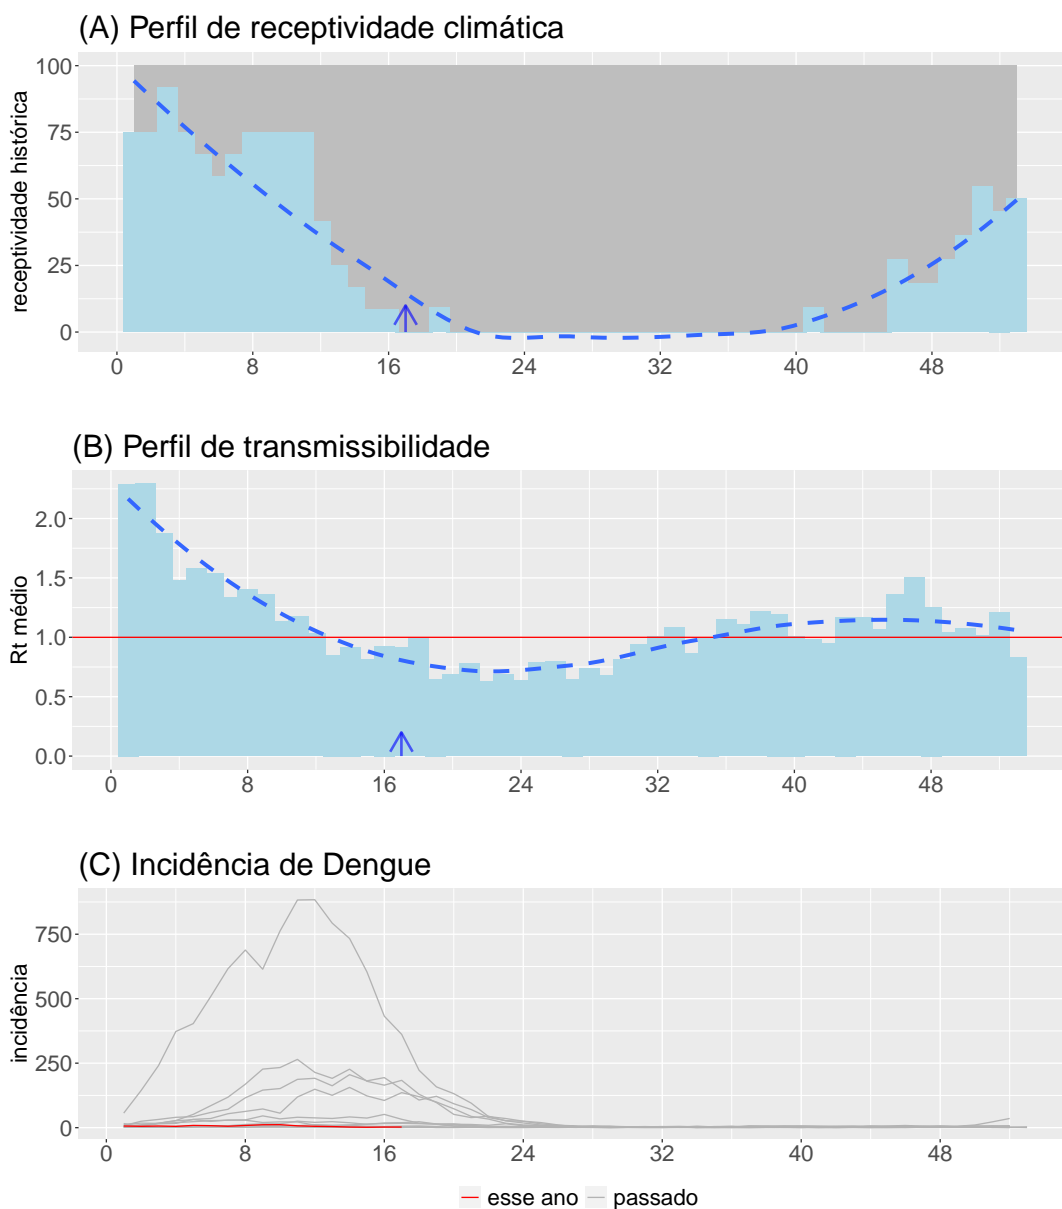 (A) Perfil de receptividade climática
receptividade histórica
100
75
50
25
0
0 8 16 24 32 40 48
(B) Perfil de transmissibilidade
Rt médio
2.0
1.5
1.0
0.5
0.0
0 8 16 24 32 40 48
(C) Incidência de Dengue
incidência
750
500
250
0
0 8 16 24 32 40 48
esse ano passado